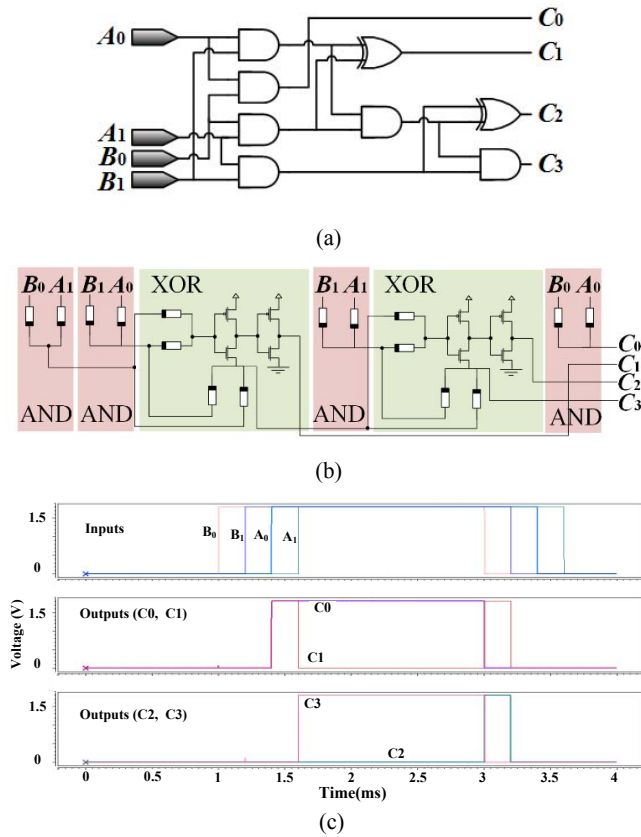 A0
A1
B0
B1
C0
C1
C2
C3
(a)
B0 A1 B1 A0 XOR B1 A1 XOR B0 A0
C0
C1
C2
C3
AND AND AND AND
(b)
Voltage (V)
1.5
0
Inputs
B0 B1 A0 A1
1.5
0
Outputs (C0, C1)
C0
C1
1.5
0
Outputs (C2, C3)
C3
C2
0 0.5 1 1.5 2 2.5 3 3.5 4
Time(ms)
(c)